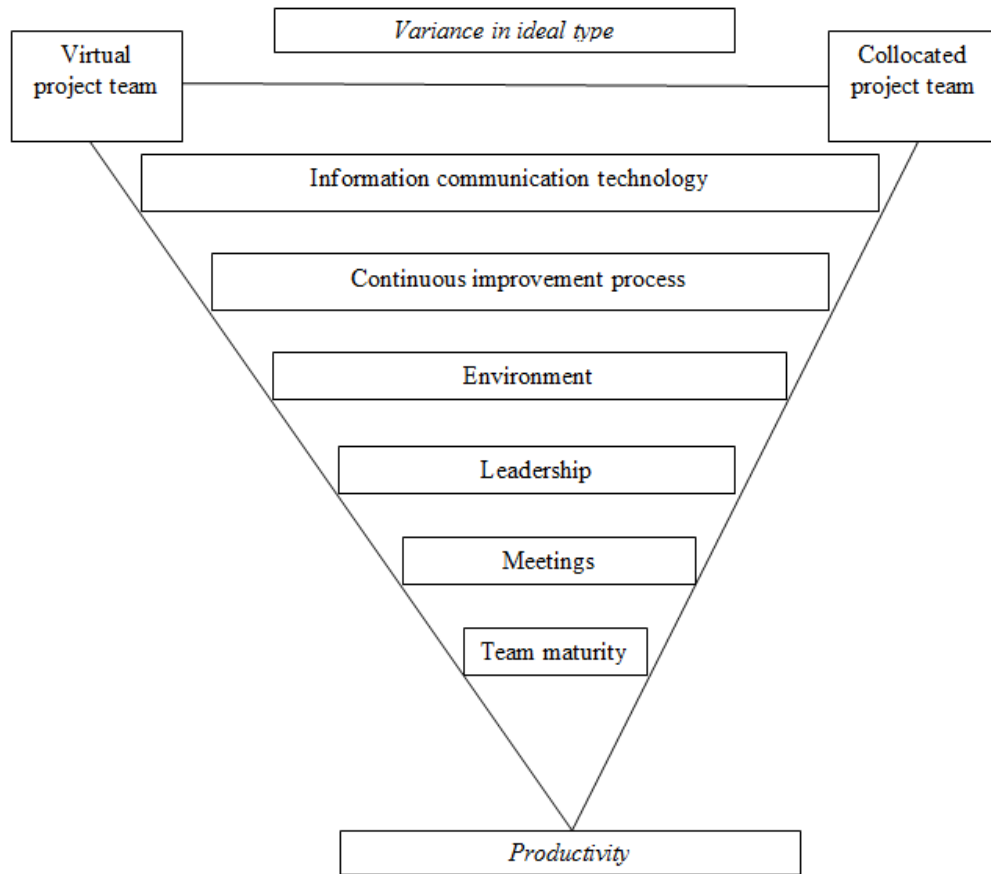 Variance in ideal type
Virtual
project team
Collocated
project team
Information communication technology
Continuous improvement process
Environment
Leadership
Meetings
Team maturity
Productivity